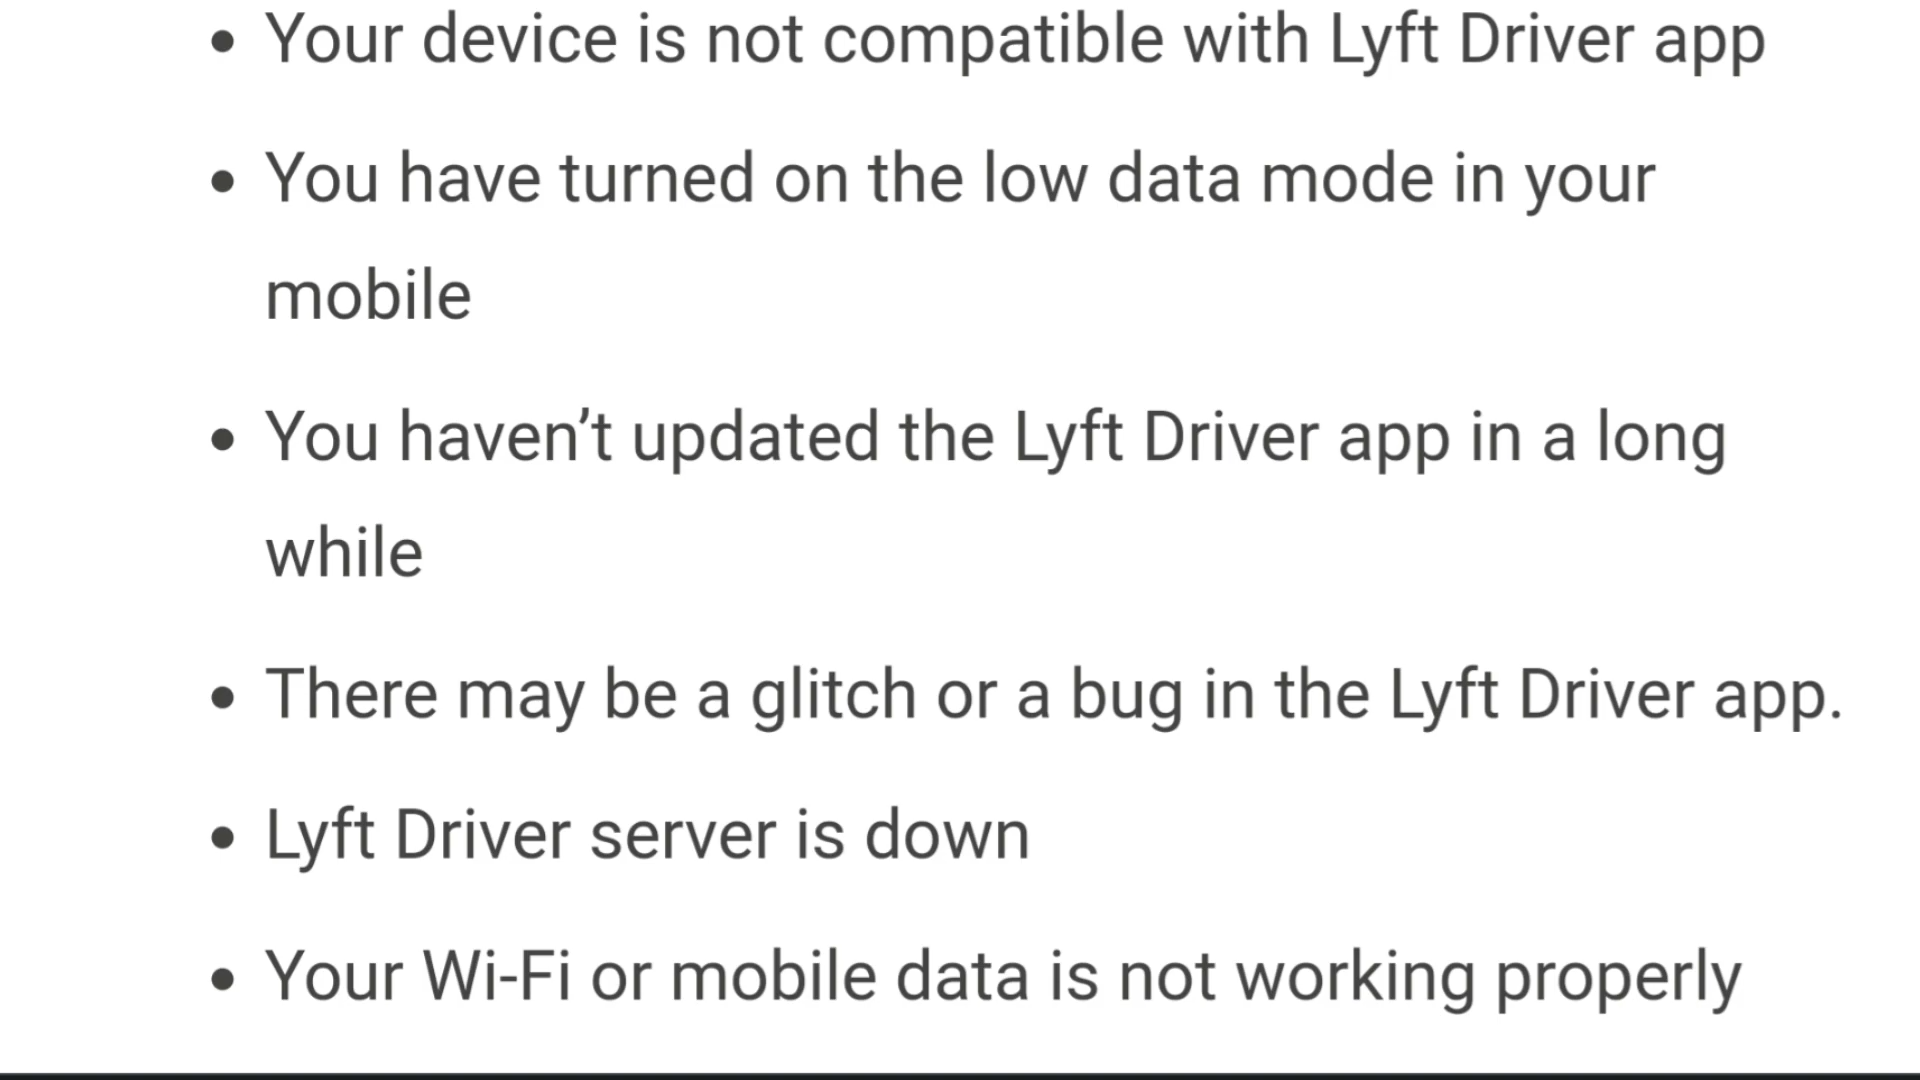 • Your device is not compatible with Lyft Driver app
• You have turned on the low data mode in your
mobile
• You haven’t updated the Lyft Driver app in a long
while
• There may be a glitch or a bug in the Lyft Driver app.
• Lyft Driver server is down
• Your Wi-Fi or mobile data is not working properly